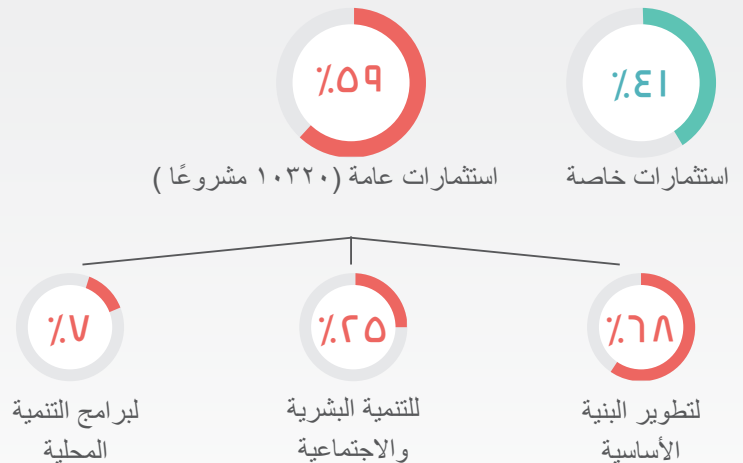 ٪٤١
استثمارات خاصة
٪٥٩
استثمارات عامة (١٠٣٢٠ مشروعًا )
٪٦٨
لتطوير البنية
الأساسية
٪٢٥
للتنمية البشرية
والاجتماعية
٪٧
لبرامج التنمية
المحلية